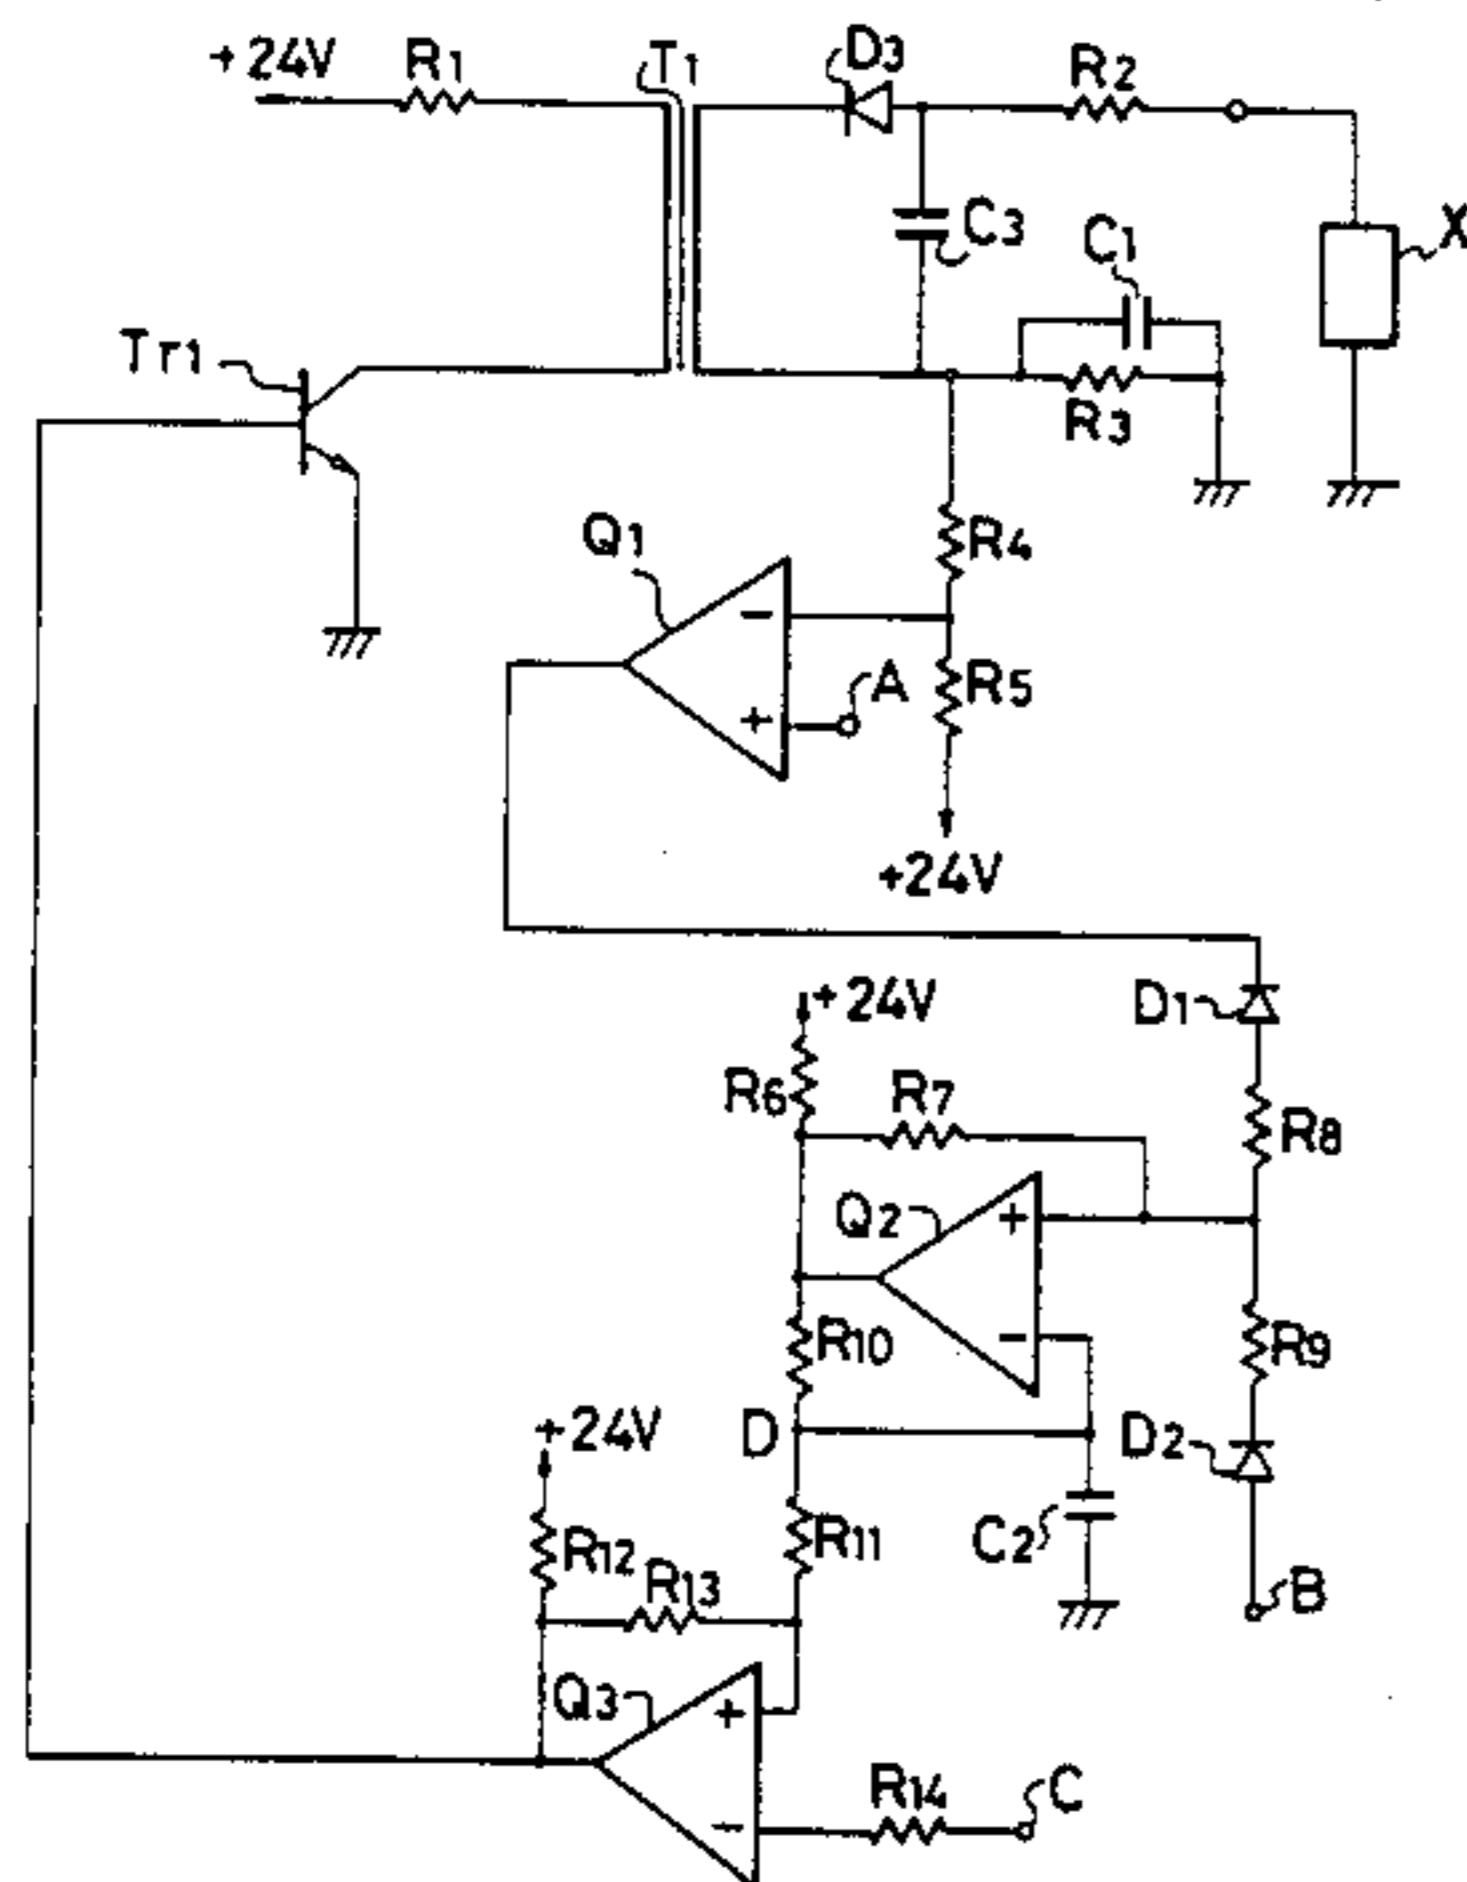 +24V R1 T1 D3 R2
C3 C1 X
Tr1
R3
Q1 R4
-
+ A R5
+24V
+24V D1
R6 R7 R8
Q2 +
R10 - R9
+24V D D2
R12 R11 C2
R13 B
Q3 +
R14 C
-